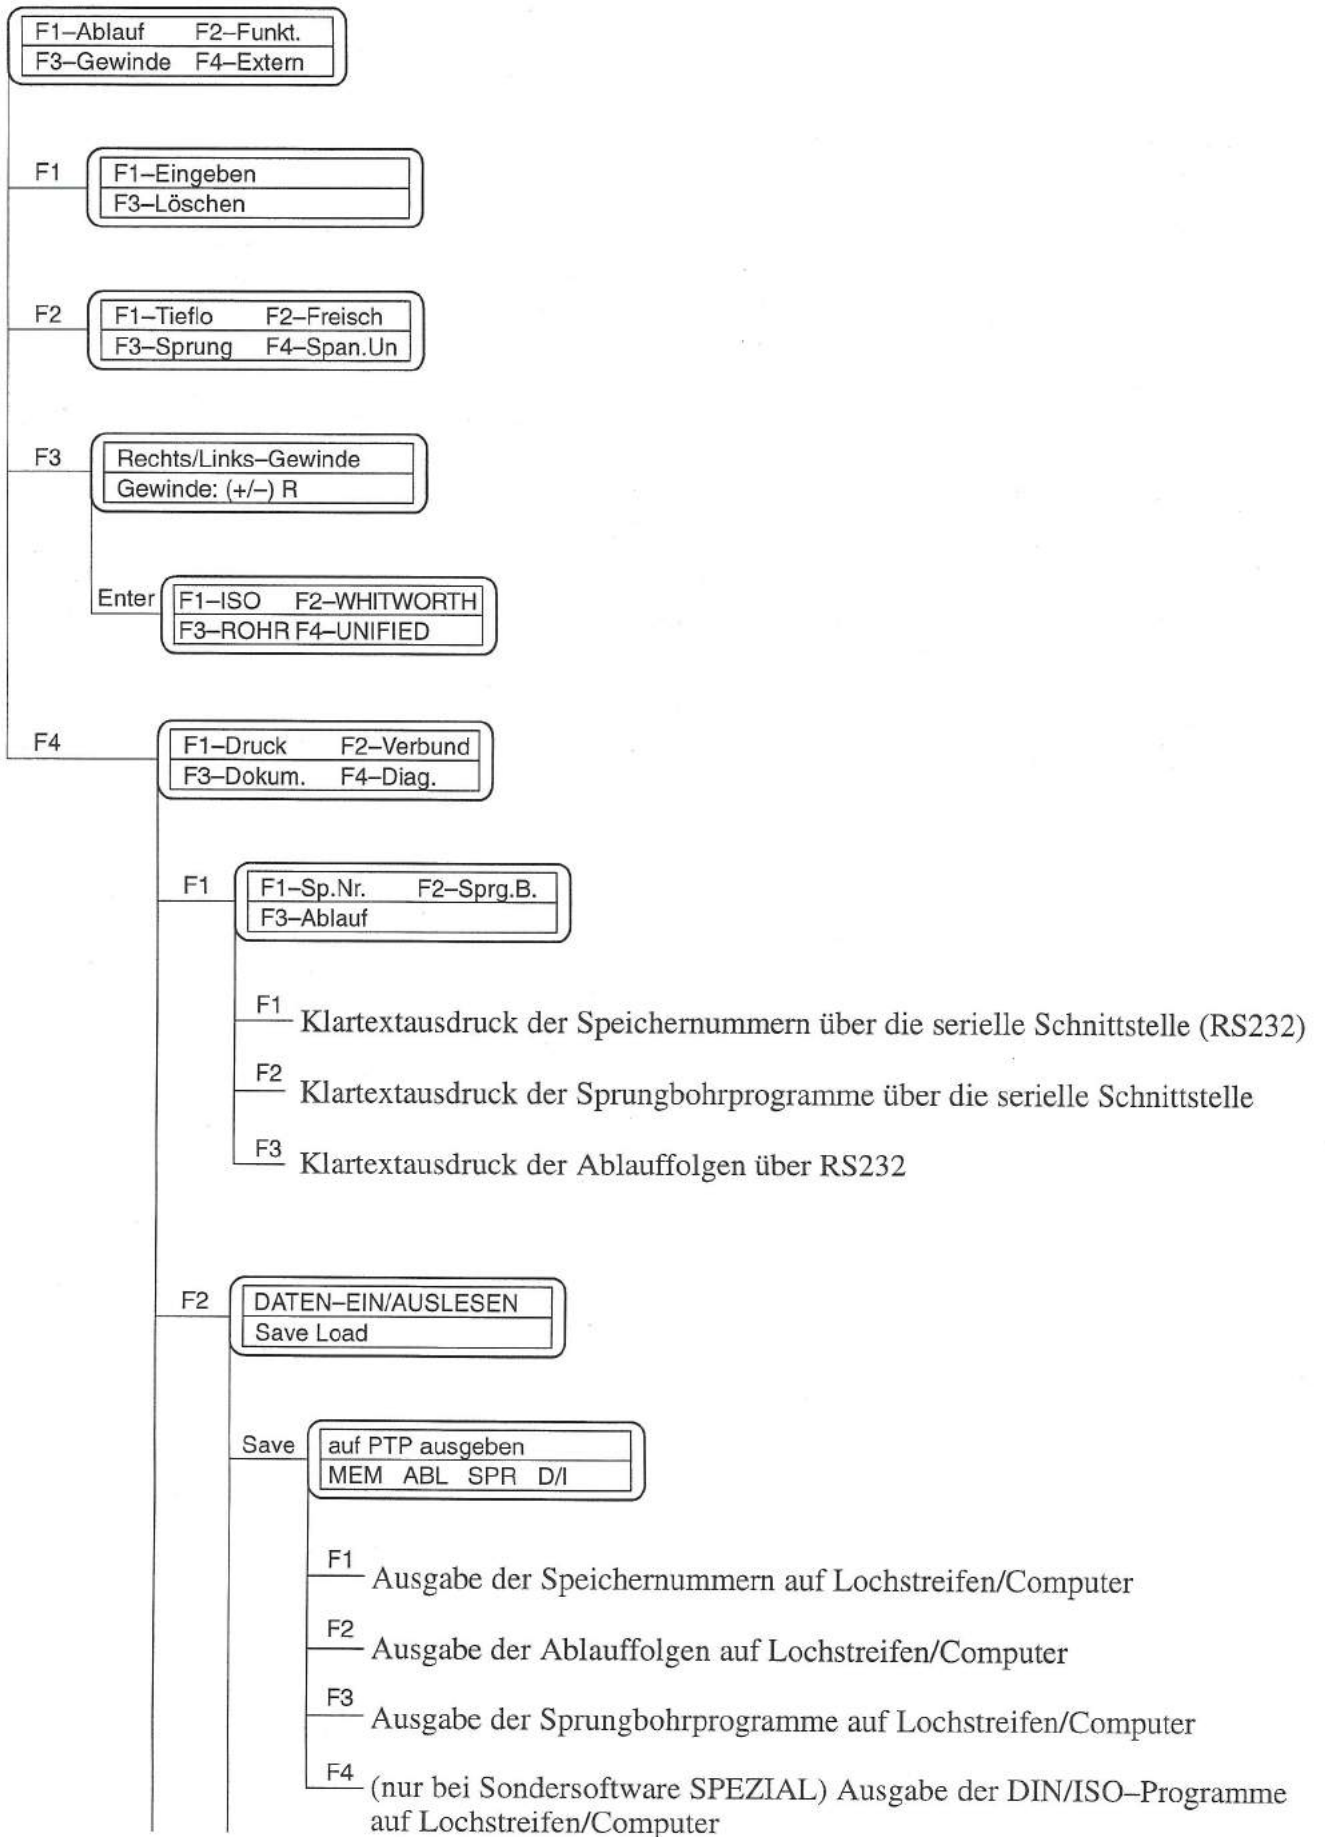 F1–Ablauf F2–Funkt.
F3–Gewinde F4–Extern
F1
F1–Eingeben
F3–Löschen
F2
F1–Tieflo F2–Freisch
F3–Sprung F4–Span.Un
F3
Rechts/Links–Gewinde
Gewinde: (+/–) R
Enter
F1–ISO F2–WHITWORTH
F3–ROHR F4–UNIFIED
F4
F1–Druck F2–Verbund
F3–Dokum. F4–Diag.
F1
F1–Sp.Nr. F2–Sprg.B.
F3–Ablauf
F1 Klartextausdruck der Speichernummern über die serielle Schnittstelle (RS232)
F2 Klartextausdruck der Sprungbohrprogramme über die serielle Schnittstelle
F3 Klartextausdruck der Ablauffolgen über RS232
F2
DATEN–EIN/AUSLESEN
Save Load
Save
auf PTP ausgeben
MEM ABL SPR D/I
F1 Ausgabe der Speichernummern auf Lochstreifen/Computer
F2 Ausgabe der Ablauffolgen auf Lochstreifen/Computer
F3 Ausgabe der Sprungbohrprogramme auf Lochstreifen/Computer
F4 (nur bei Sondersoftware SPEZIAL) Ausgabe der DIN/ISO–Programme
auf Lochstreifen/Computer